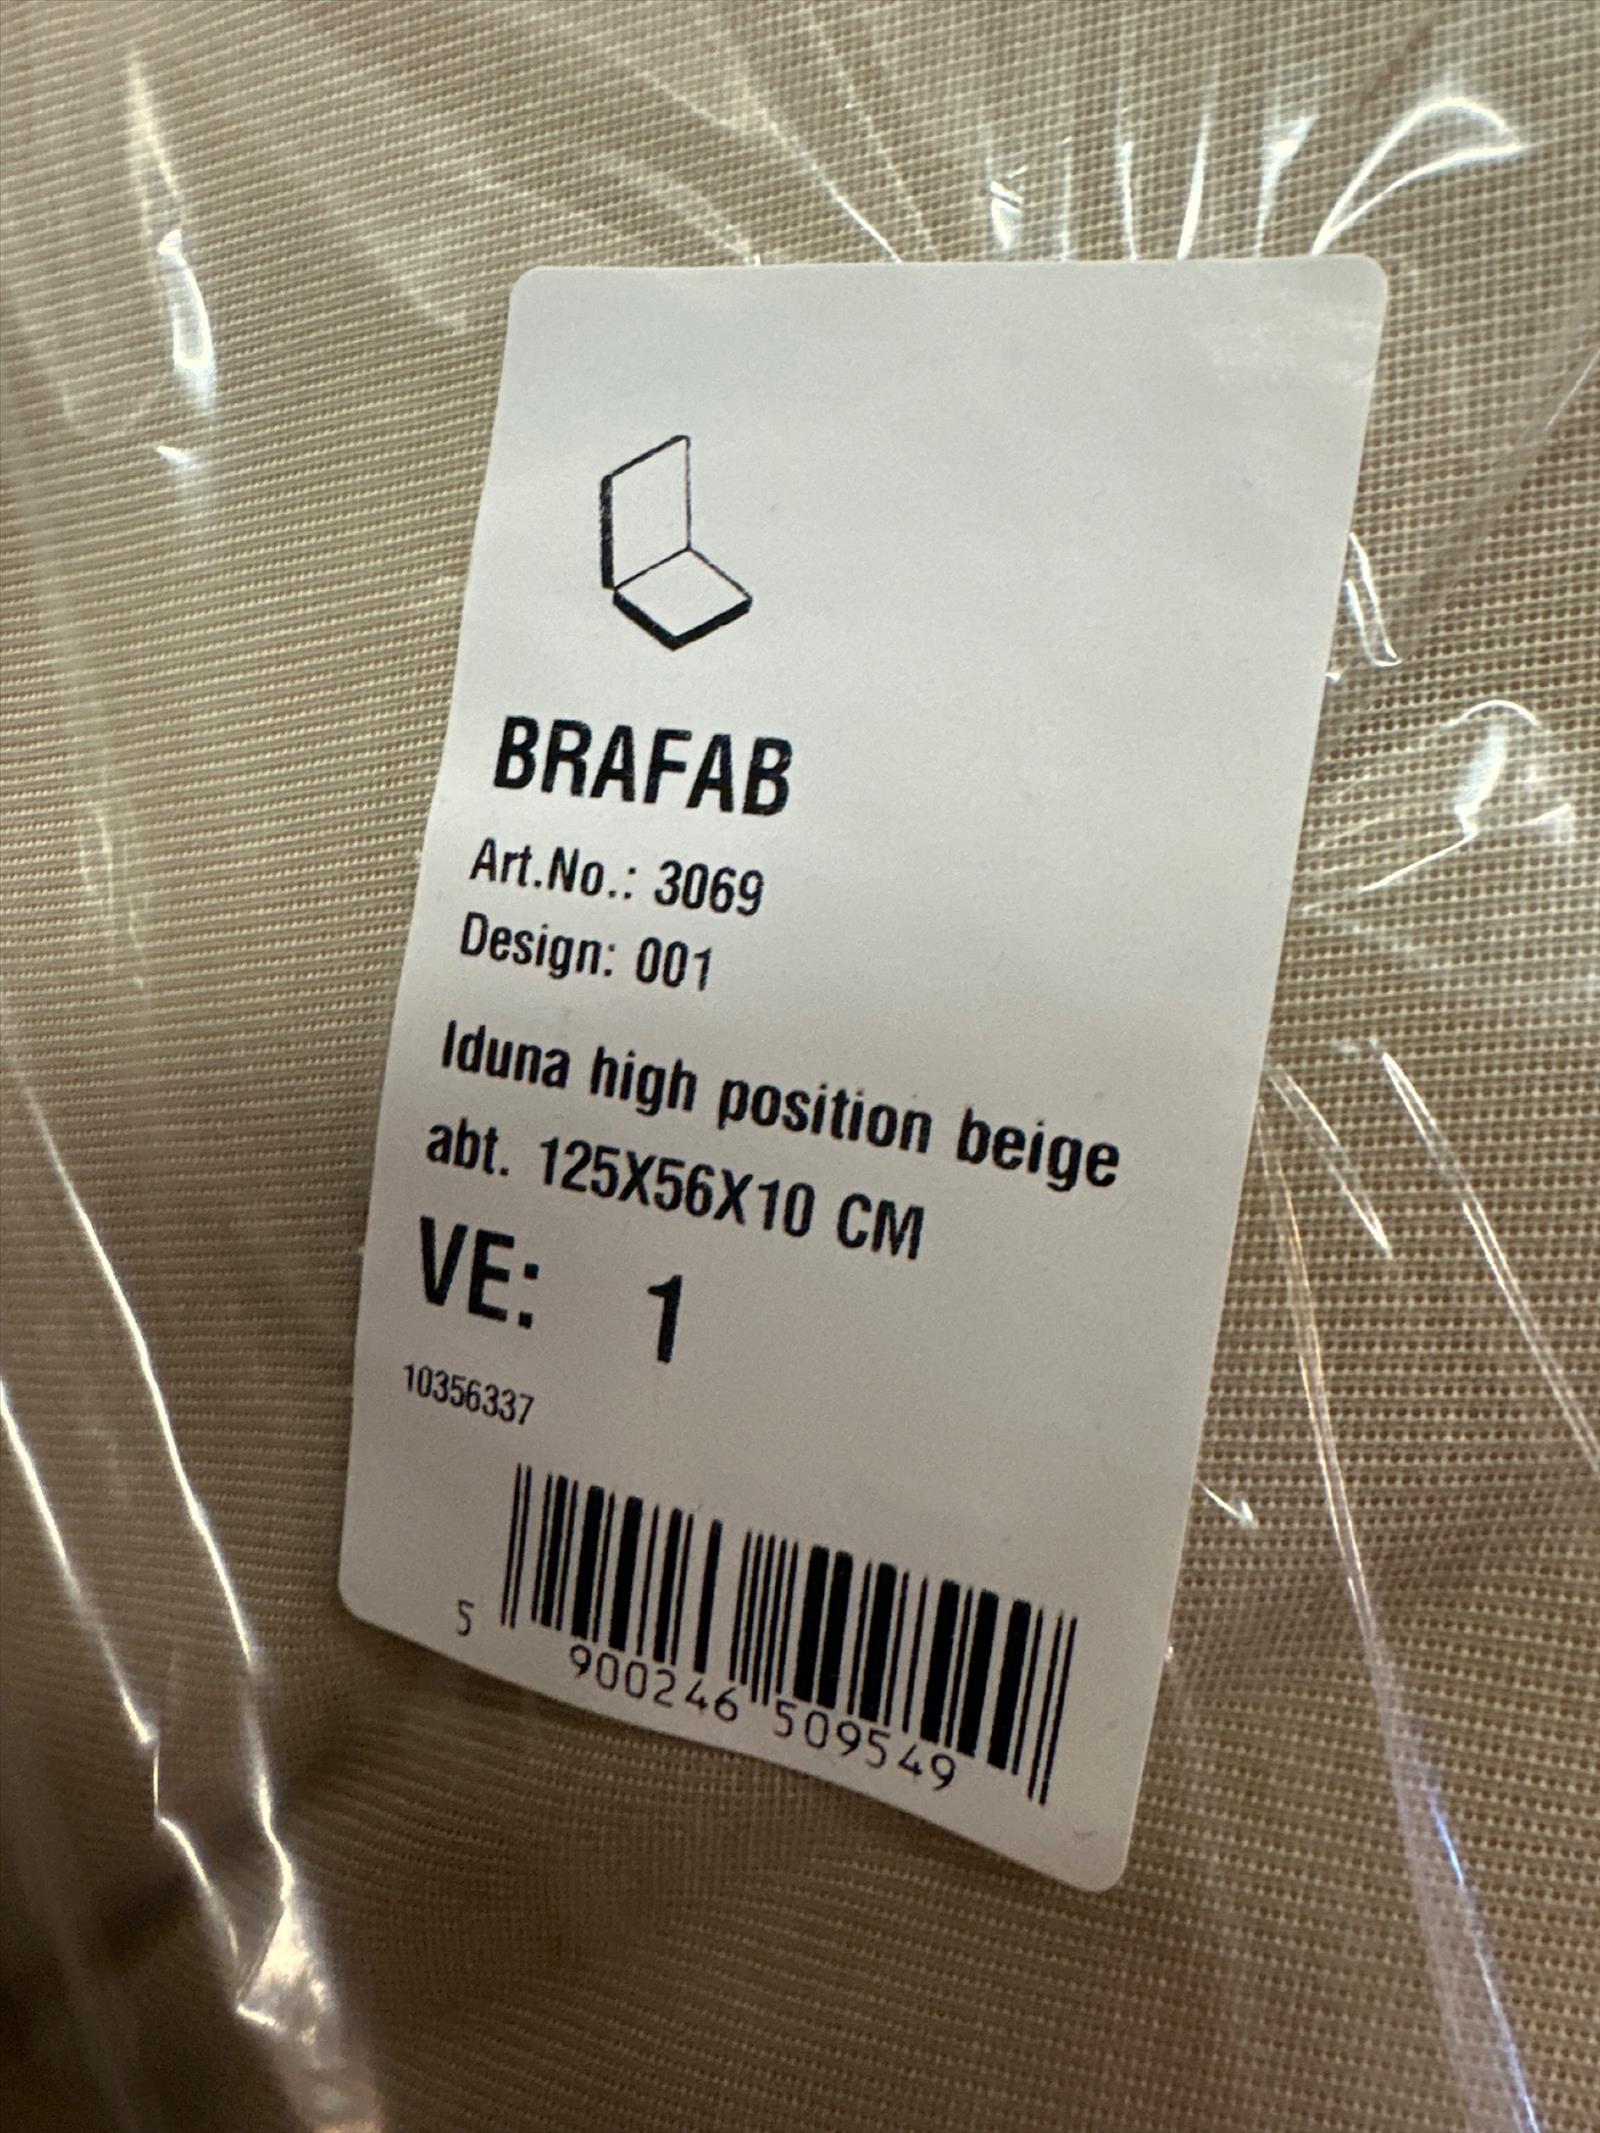 BRAFAB
Art.No.: 3069
Design: 001
Iduna high position beige
abt. 125X56X10 CM
VE: 1
10356337
5 900246 509549